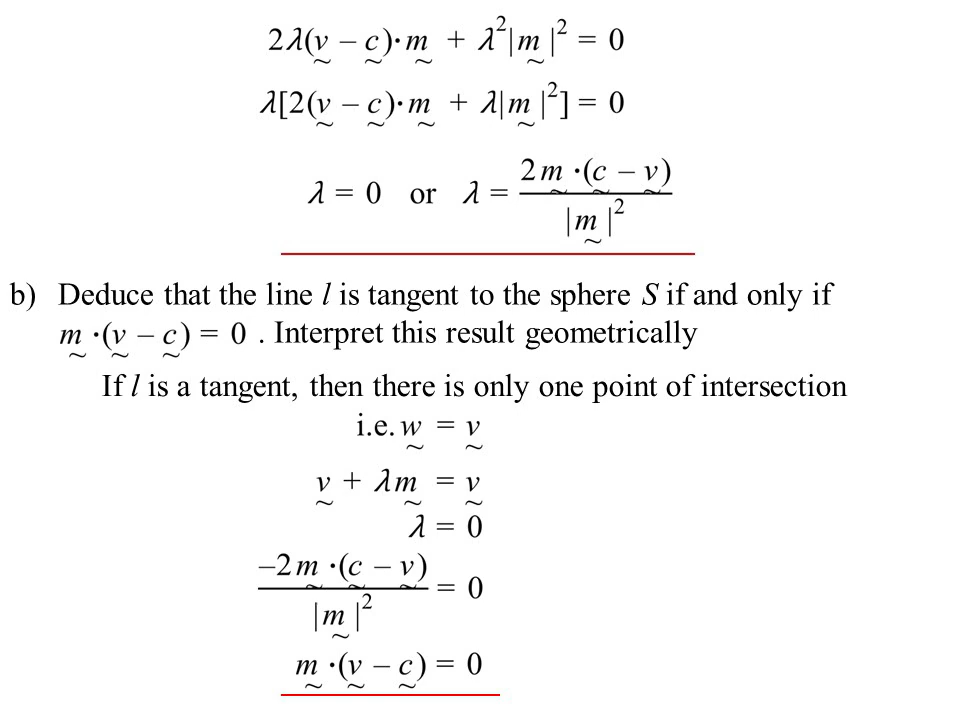 2λ(v – c)·m + λ²|m|² = 0
λ[2(v – c)·m + λ|m|²] = 0
λ = 0 or λ = 2m·(c – v) / |m|²
b) Deduce that the line l is tangent to the sphere S if and only if
m·(v – c) = 0 . Interpret this result geometrically
If l is a tangent, then there is only one point of intersection
i.e. w = v
v + λm = v
λ = 0
–2m·(c – v) / |m|² = 0
m·(v – c) = 0